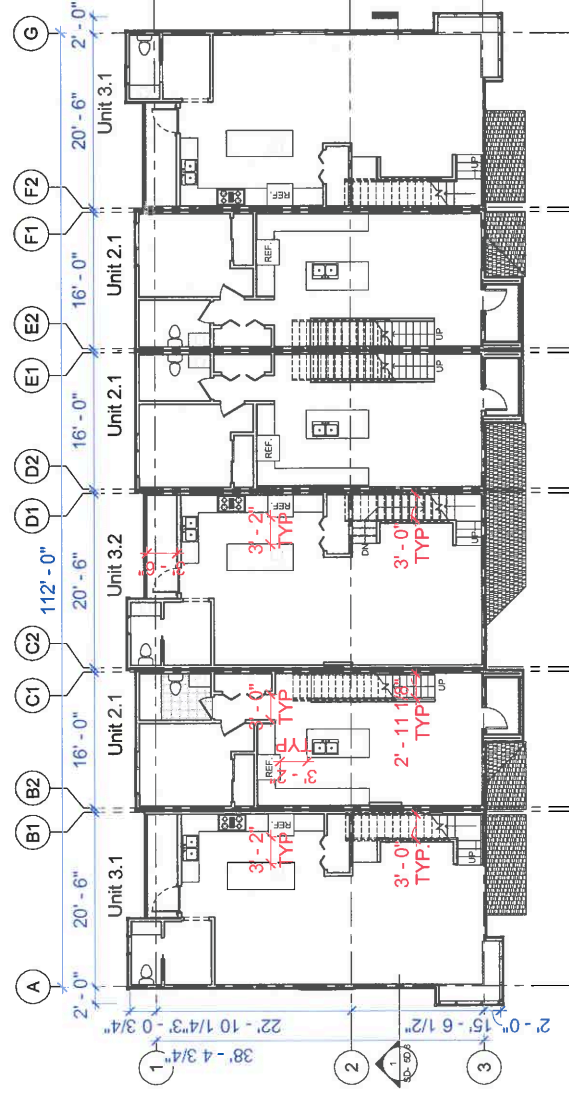 A
B1
B2
C1
C2
D1
D2
E1
E2
F1
F2
G
112' - 0"
2' - 0"
20' - 6"
16' - 0"
20' - 6"
16' - 0"
16' - 0"
20' - 6"
2' - 0"
Unit 3.1
Unit 2.1
Unit 3.2
Unit 2.1
Unit 2.1
Unit 3.1
1
2
3
38' - 4 3/4"
3' - 0 3/4"
22' - 10 1/4"
15' - 6 1/2"
2' - 0"
1
REF.
3' - 2"
TYP
3' - 0"
TYP.
UP
REF.
TYP
TYP
2' - 11 1/8"
TYP
UP
REF.
3' - 2"
TYP
DN
3' - 0"
TYP
REF.
UP
REF.
UP
REF.
UP